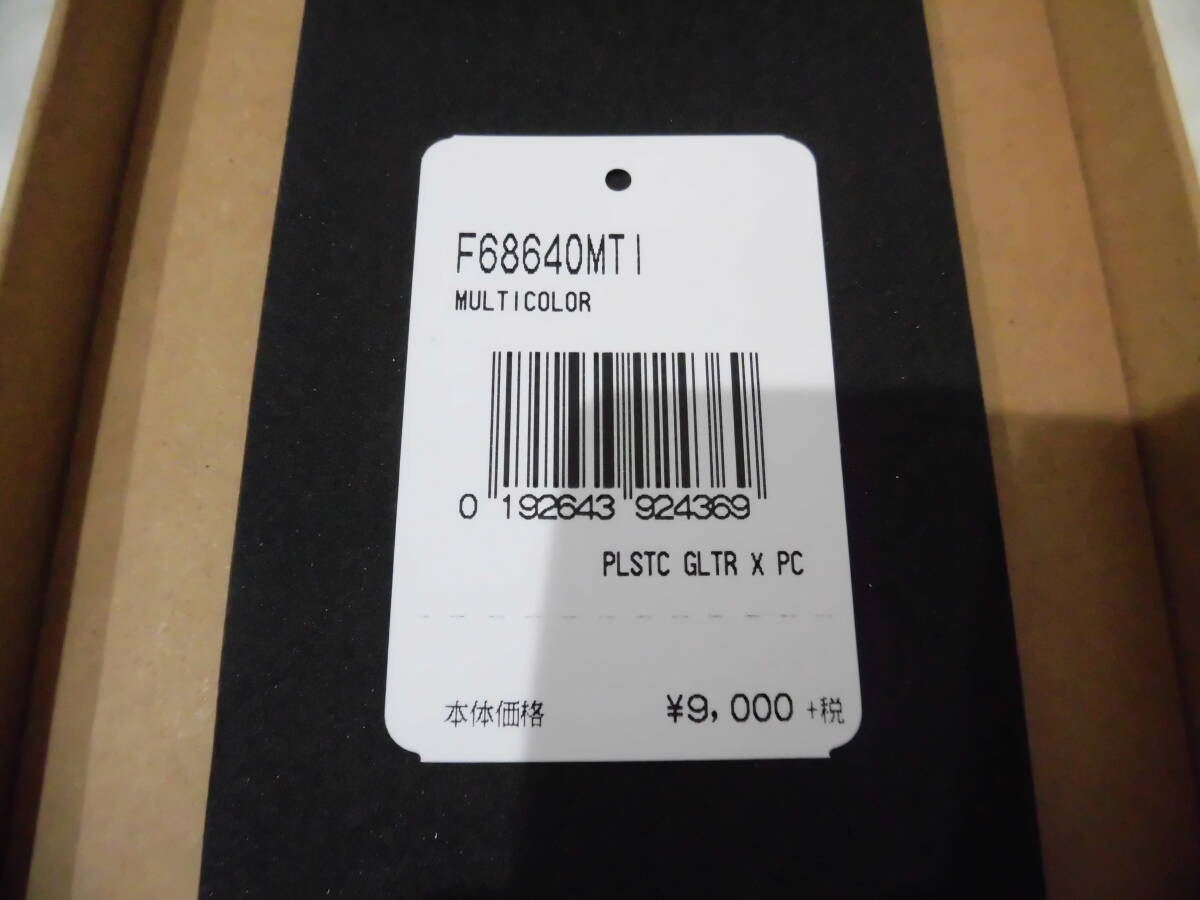 F68640MTI
MULTICOLOR
0 192643 924369
PLSTC GLTR X PC
本体価格 ¥9,000 +税